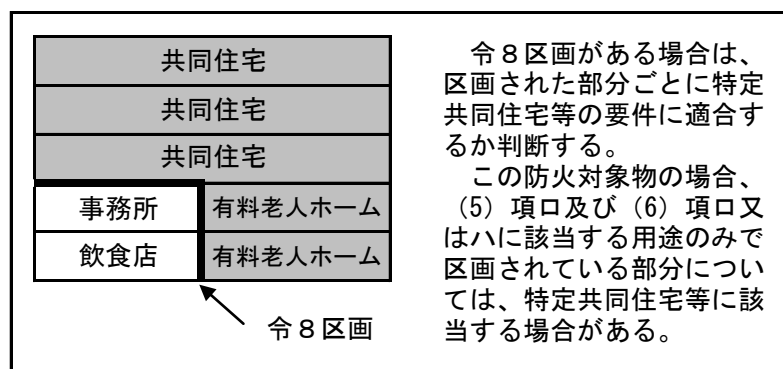 共同住宅
共同住宅
共同住宅
事務所
有料老人ホーム
飲食店
有料老人ホーム
令８区画
　令８区画がある場合は、
区画された部分ごとに特定
共同住宅等の要件に適合す
るか判断する。
　この防火対象物の場合、
（5）項ロ及び（6）項ロ又
はハに該当する用途のみで
区画されている部分につい
ては、特定共同住宅等に該
当する場合がある。